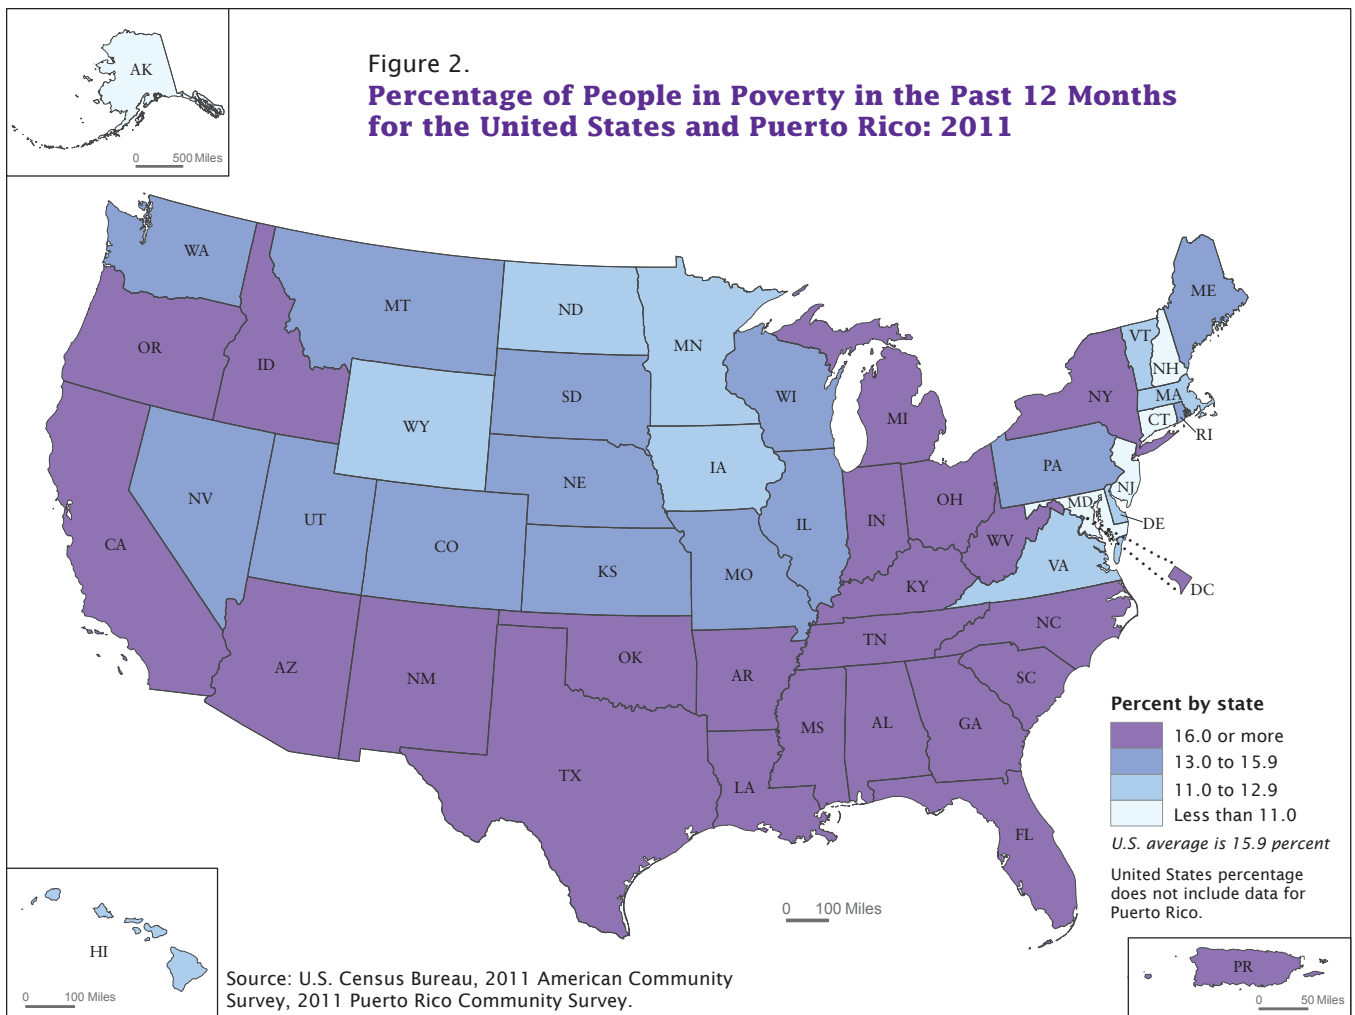 AK
0 500 Miles
Figure 2.
Percentage of People in Poverty in the Past 12 Months
for the United States and Puerto Rico: 2011
WA
MT
ND
MN
OR
ID
SD
WI
WY
MI
ME
VT
NH
NY
MA
CT
RI
IA
NE
PA
NJ
NV
UT
CO
IL
IN
OH
MD
DE
CA
KS
MO
WV
KY
VA
DC
AZ
NM
OK
AR
TN
NC
SC
MS
AL
GA
TX
LA
FL
Percent by state
16.0 or more
13.0 to 15.9
11.0 to 12.9
Less than 11.0
U.S. average is 15.9 percent
United States percentage
does not include data for
Puerto Rico.
0 100 Miles
HI
0 100 Miles
Source: U.S. Census Bureau, 2011 American Community
Survey, 2011 Puerto Rico Community Survey.
PR
0 50 Miles